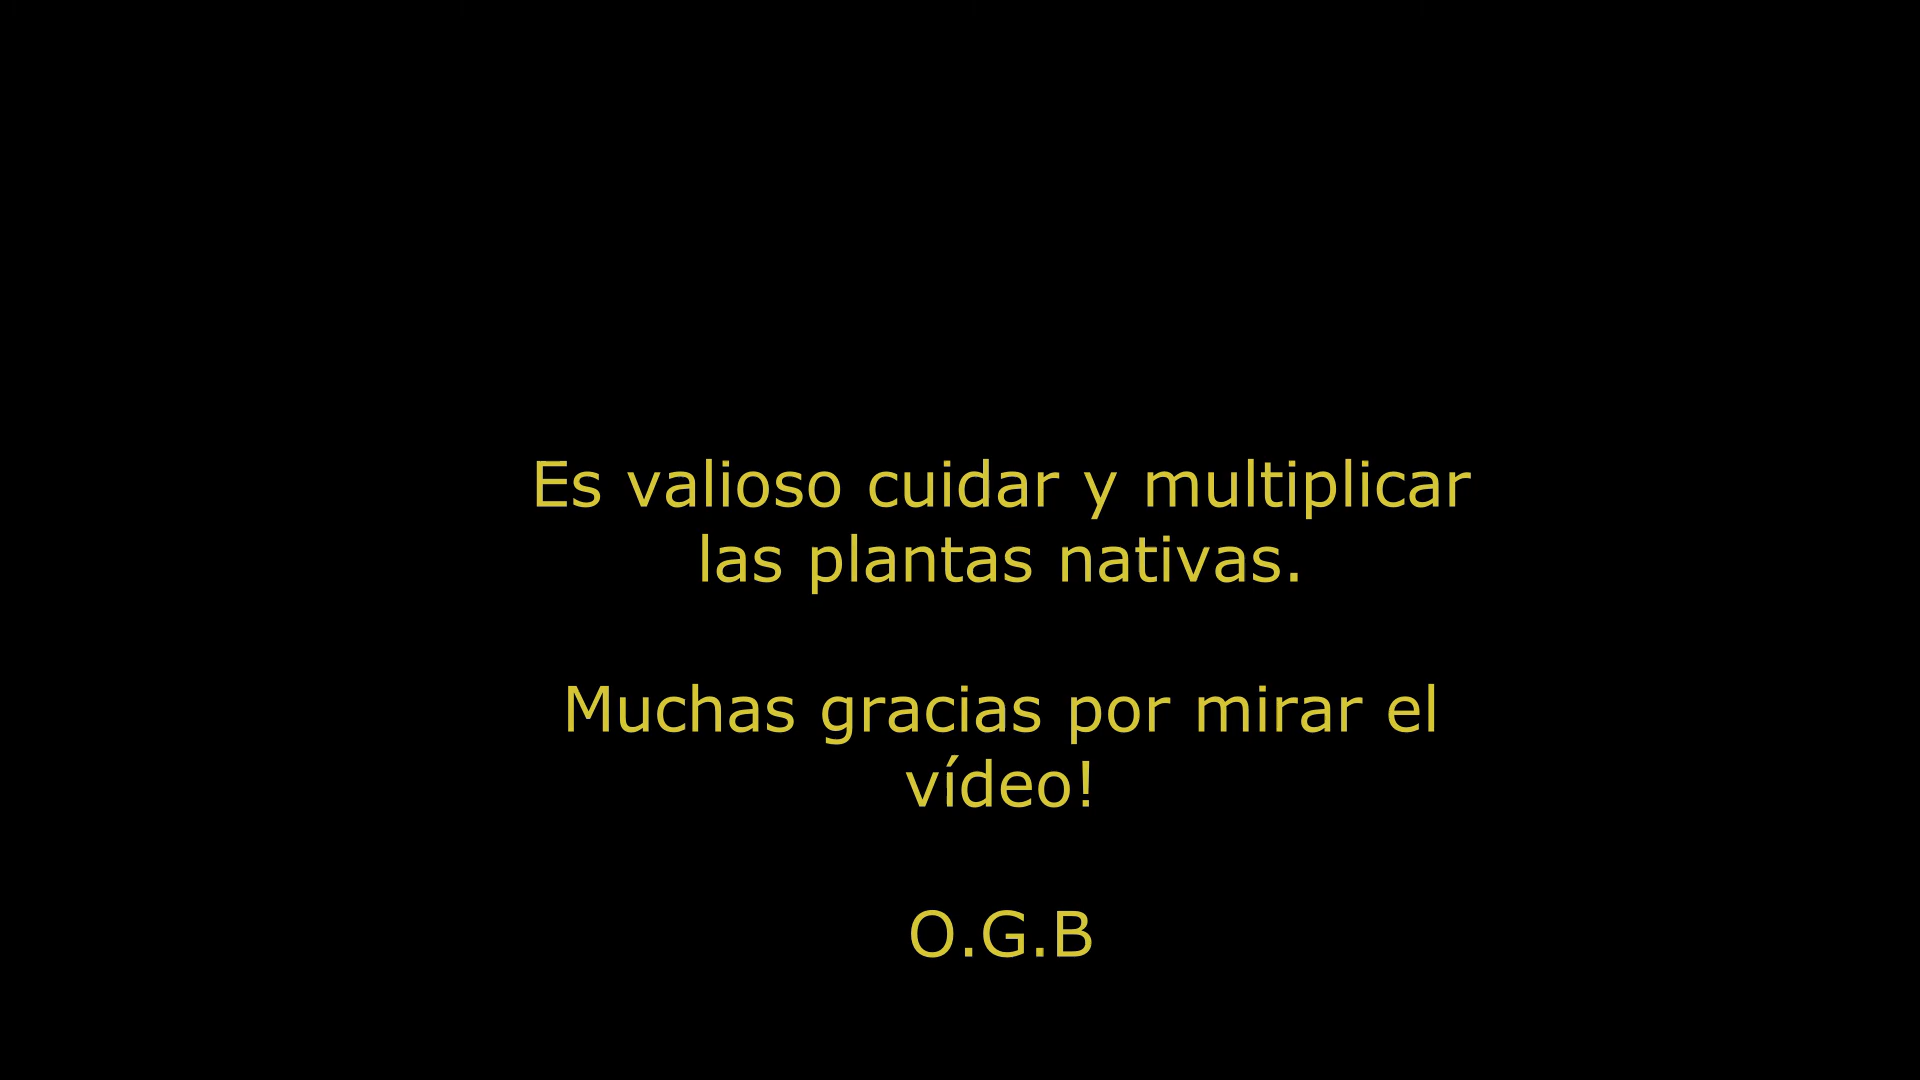 Es valioso cuidar y multiplicar
las plantas nativas.
Muchas gracias por mirar el
vídeo!
O.G.B